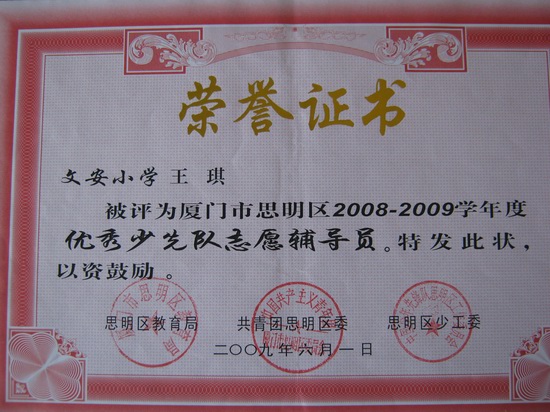 荣誉证书
文安小学 王 琪
被评为厦门市思明区2008-2009学年度
优秀少先队志愿辅导员。特发此状，
以资鼓励。
思明区教育局 共青团思明区委 思明区少工委
二〇〇九年六月一日